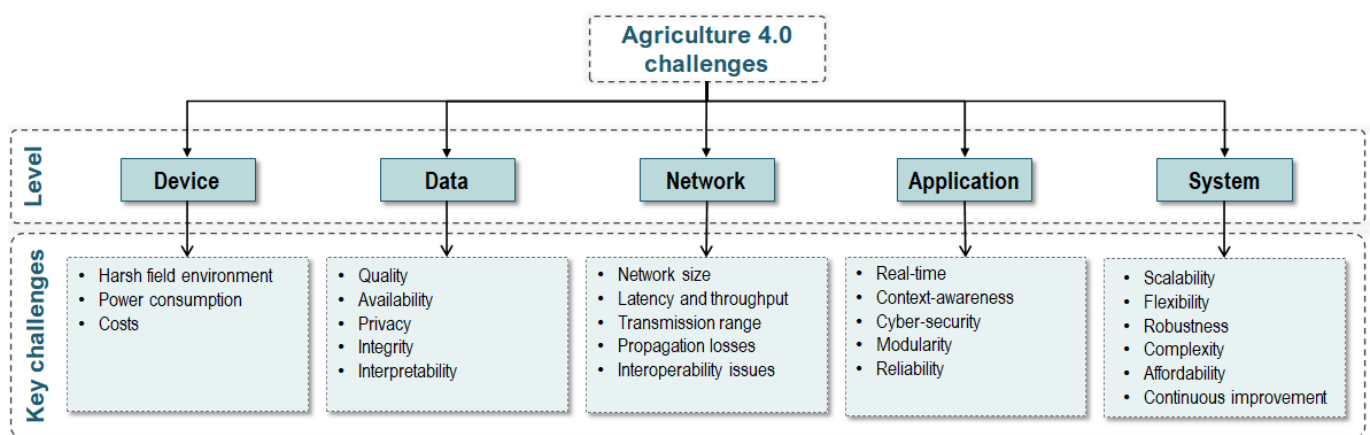 Agriculture 4.0
challenges
Level
Device
Data
Network
Application
System
Key challenges
• Harsh field environment
• Power consumption
• Costs
• Quality
• Availability
• Privacy
• Integrity
• Interpretability
• Network size
• Latency and throughput
• Transmission range
• Propagation losses
• Interoperability issues
• Real-time
• Context-awareness
• Cyber-security
• Modularity
• Reliability
• Scalability
• Flexibility
• Robustness
• Complexity
• Affordability
• Continuous improvement